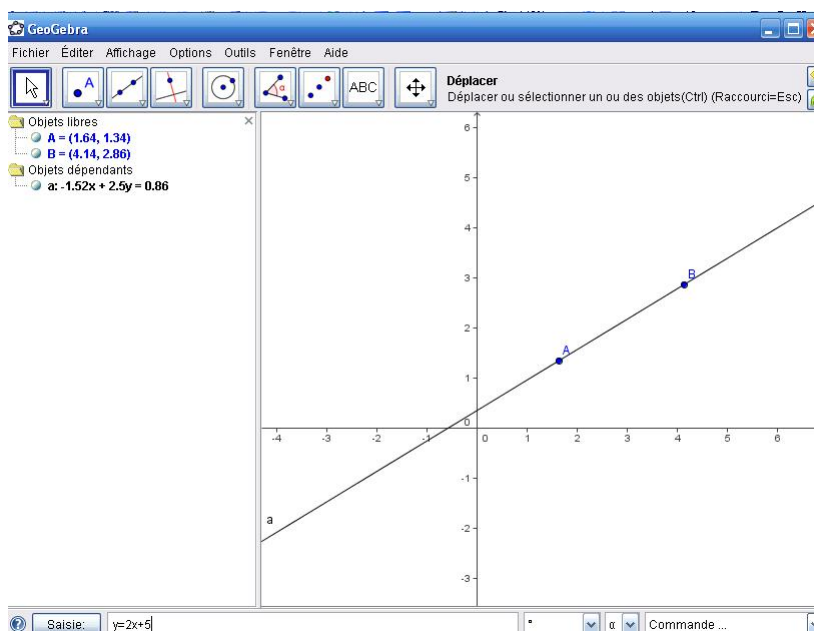 GeoGebra
Fichier Éditer Affichage Options Outils Fenêtre Aide
A
α
ABC
Déplacer
Déplacer ou sélectionner un ou des objets(Ctrl) (Raccourci=Esc)
Objets libres
A = (1.64, 1.34)
B = (4.14, 2.86)
Objets dépendants
a: -1.52x + 2.5y = 0.86
6
5
4
3
2
1
0
-1
-2
-3
-4 -3 -2 -1 0 1 2 3 4 5 6
A
B
a
Saisie: y=2x+5 ° α Commande ...